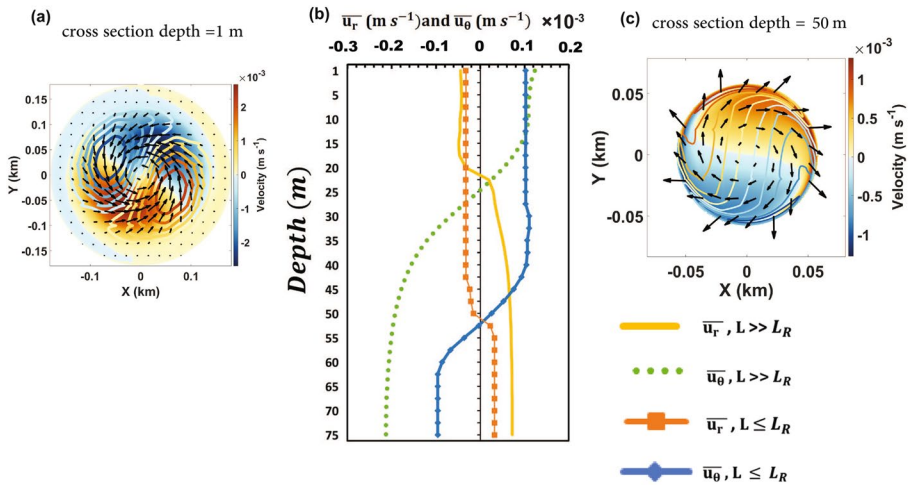 (a)
cross section depth =1 m
×10⁻³
0.15
0.1
0.05
0
-0.05
-0.1
-0.15
Y (km)
-0.1
0
0.1
X (km)
2
1
0
-1
-2
Velocity (m s⁻¹)
(b)
u̅ᵣ (m s⁻¹) and u̅θ (m s⁻¹) ×10⁻³
-0.3 -0.2 -0.1 0 0.1 0.2
1
5
10
15
20
25
30
35
40
45
50
55
60
65
70
75
Depth (m)
(c)
cross section depth = 50 m
×10⁻³
0.05
0
-0.05
Y (km)
-0.05
0
0.05
X (km)
1
0.5
0
-0.5
-1
Velocity (m s⁻¹)
u̅ᵣ , L >> L_R
u̅θ , L >> L_R
u̅ᵣ , L ≤ L_R
u̅θ , L ≤ L_R